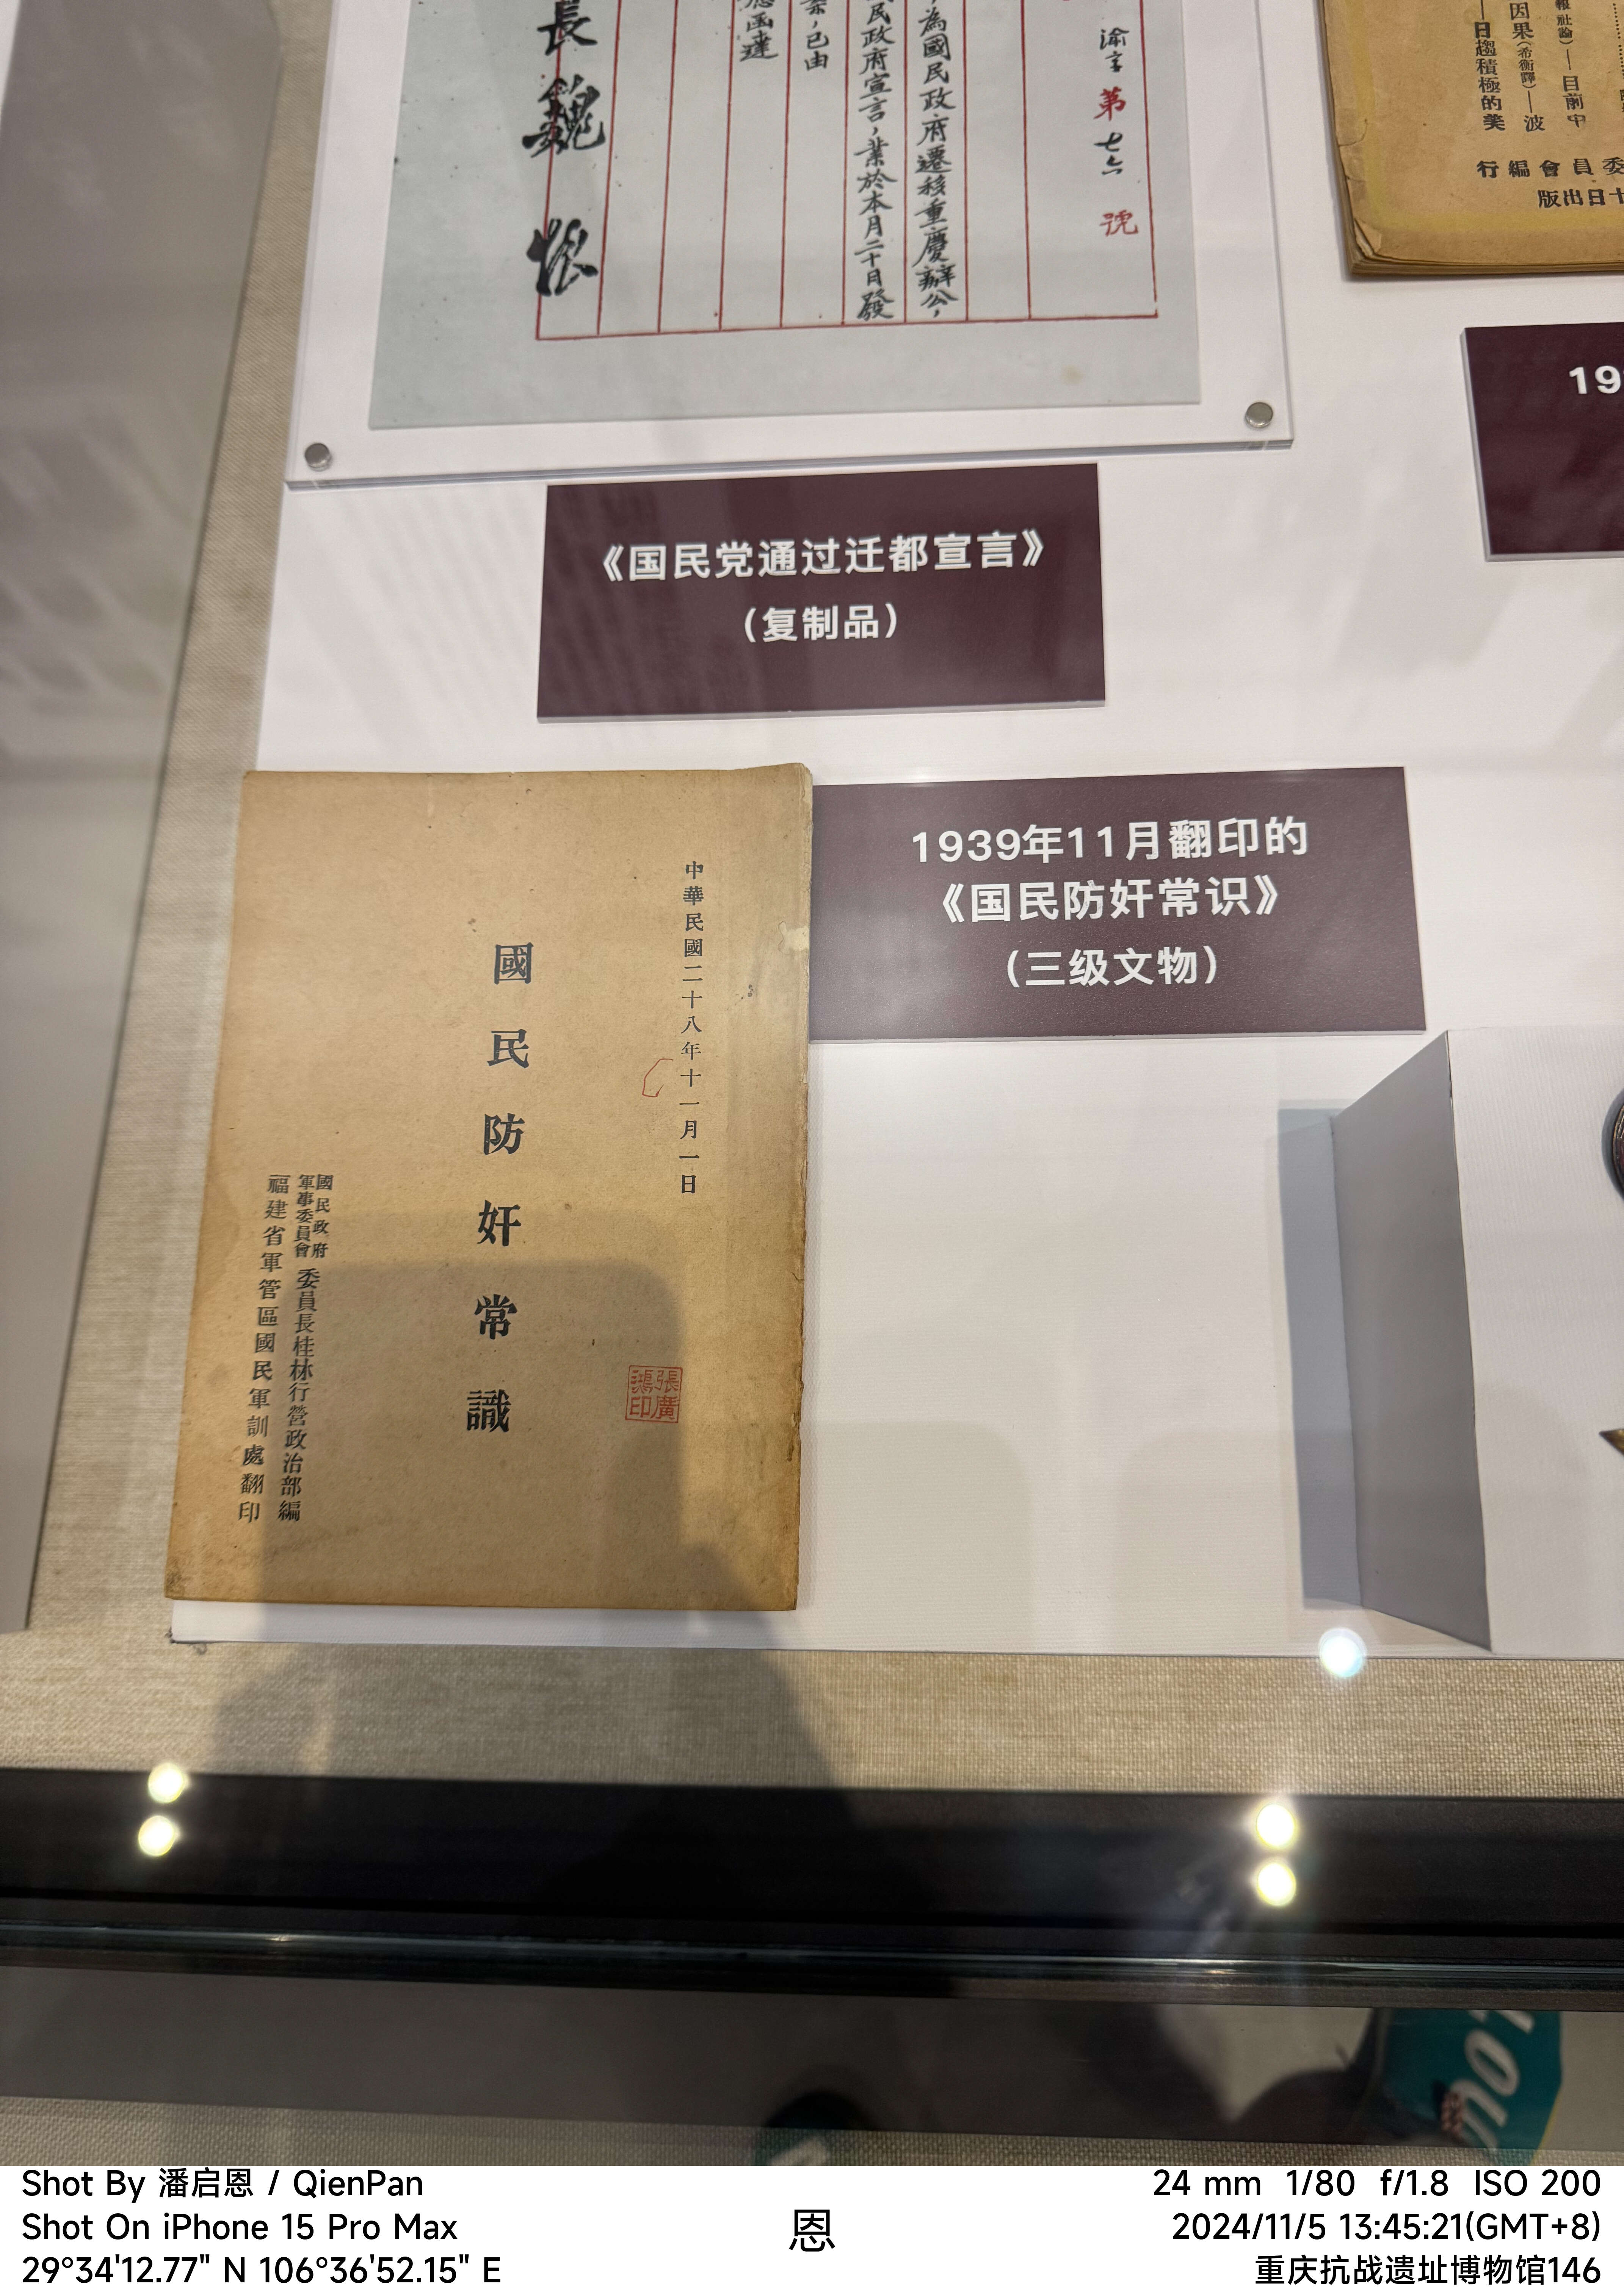 渝字第七六號
為國民政府遷移重慶辦公，
民政府宣言，業於本月二十日發
，已由
函達
長魏懷
因果（希衡譯）——波
——目前中
——日趨積極的美
委員會編行
十日出版
《国民党通过迁都宣言》
（复制品）
19
1939年11月翻印的
《国民防奸常识》
（三级文物）
中華民國二十八年十一月一日
國民防奸常識
國民政府
軍事委員會
委員長桂林行營政治部編
福建省軍管區國民軍訓處翻印
張廣鴻印
Shot By 潘启恩 / QienPan
Shot On iPhone 15 Pro Max
29°34'12.77" N 106°36'52.15" E
恩
24 mm 1/80 f/1.8 ISO 200
2024/11/5 13:45:21(GMT+8)
重庆抗战遗址博物馆146